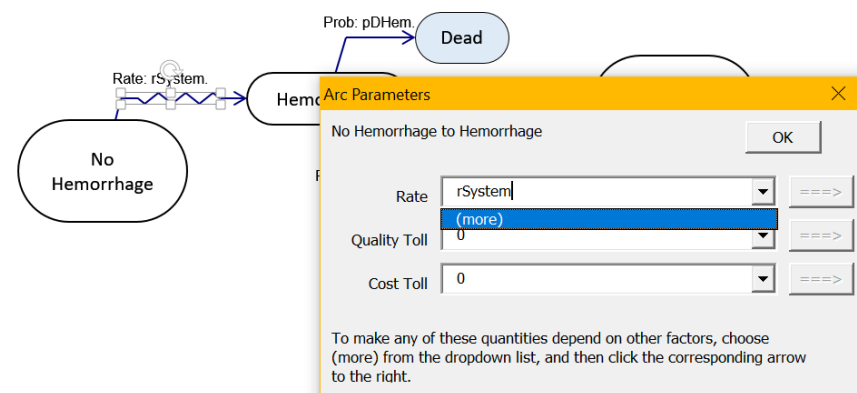 Prob: pDHem.
Dead
Rate: rSystem.
Arc Parameters
No Hemorrhage to Hemorrhage
OK
No
Hemorrhage
Rate
rSystem
===>
(more)
Quality Toll
0
===>
Cost Toll
0
===>
To make any of these quantities depend on other factors, choose
(more) from the dropdown list, and then click the corresponding arrow
to the right.